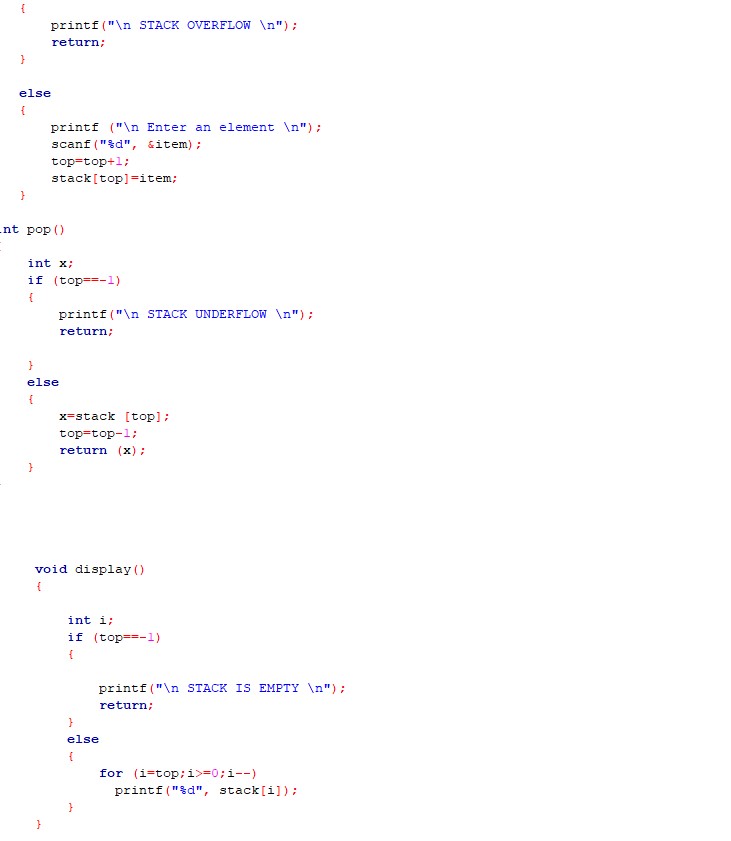 {
printf("\n STACK OVERFLOW \n");
return;
}
else
{
printf ("\n Enter an element \n");
scanf("%d", &item);
top=top+1;
stack[top]=item;
}
nt pop()
int x;
if (top==-1)
{
printf("\n STACK UNDERFLOW \n");
return;
}
else
{
x=stack [top];
top=top-1;
return (x);
}
void display()
{
int i;
if (top==-1)
{
printf("\n STACK IS EMPTY \n");
return;
}
else
{
for (i=top;i>=0;i--)
printf("%d", stack[i]);
}
}